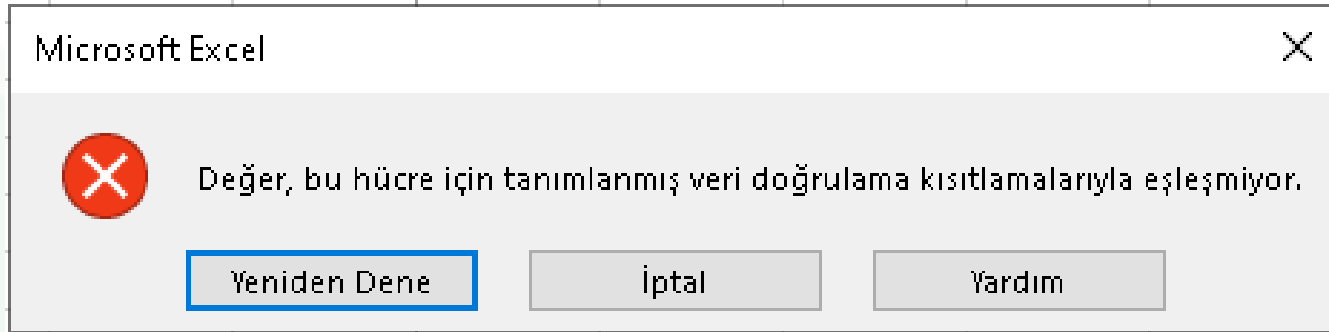 Microsoft Excel
Değer, bu hücre için tanımlanmış veri doğrulama kısıtlamalarıyla eşleşmiyor.
Yeniden Dene İptal Yardım